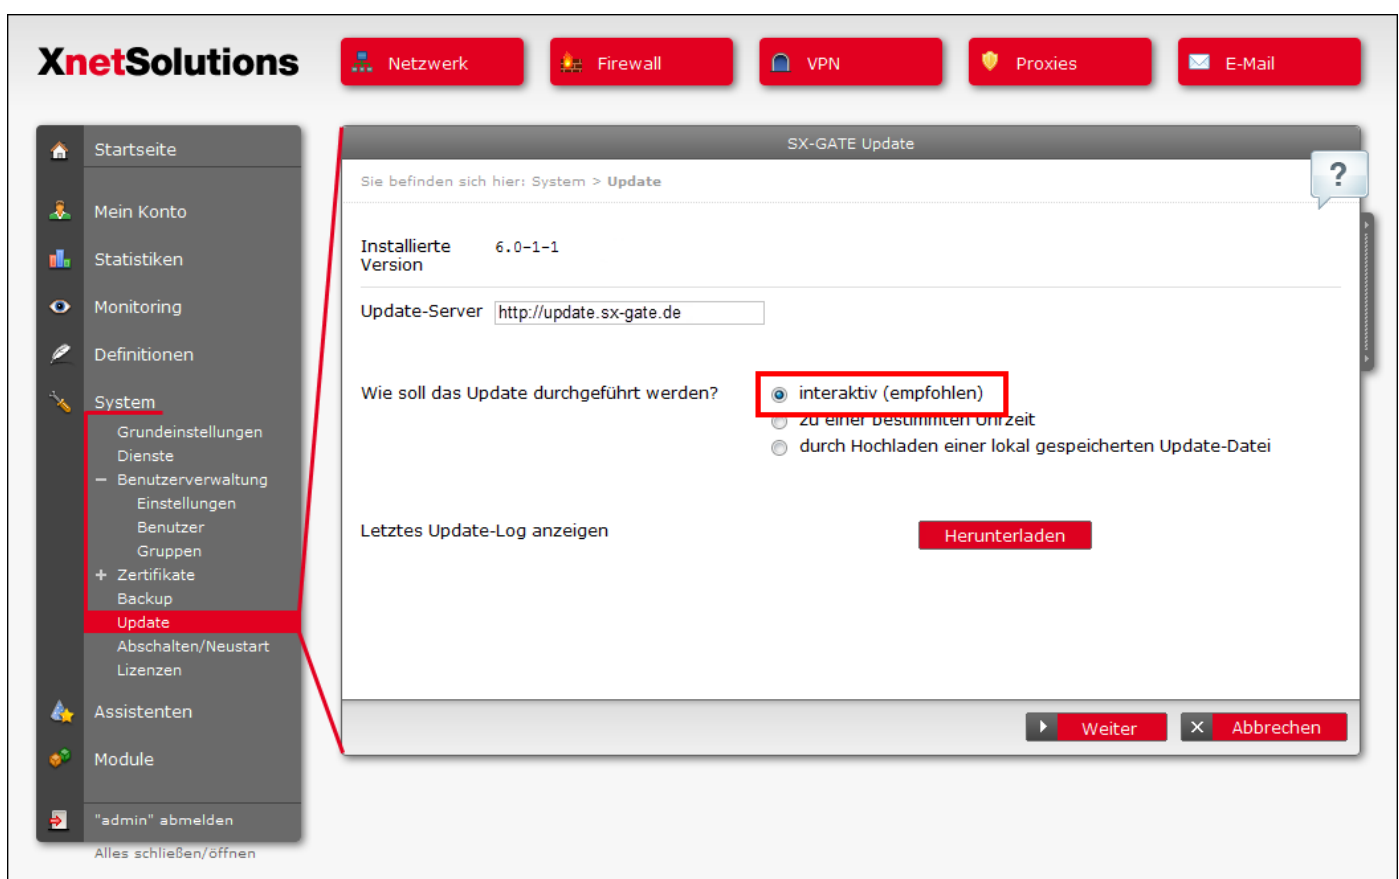 XnetSolutions
Netzwerk
Firewall
VPN
Proxies
E-Mail
Startseite
Mein Konto
Statistiken
Monitoring
Definitionen
System
Grundeinstellungen
Dienste
− Benutzerverwaltung
Einstellungen
Benutzer
Gruppen
+ Zertifikate
Backup
Update
Abschalten/Neustart
Lizenzen
Assistenten
Module
"admin" abmelden
Alles schließen/öffnen
SX-GATE Update
?
Sie befinden sich hier: System > Update
Installierte
Version
6.0-1-1
Update-Server http://update.sx-gate.de
Wie soll das Update durchgeführt werden?
interaktiv (empfohlen)
zu einer bestimmten Uhrzeit
durch Hochladen einer lokal gespeicherten Update-Datei
Letztes Update-Log anzeigen
Herunterladen
Weiter
Abbrechen